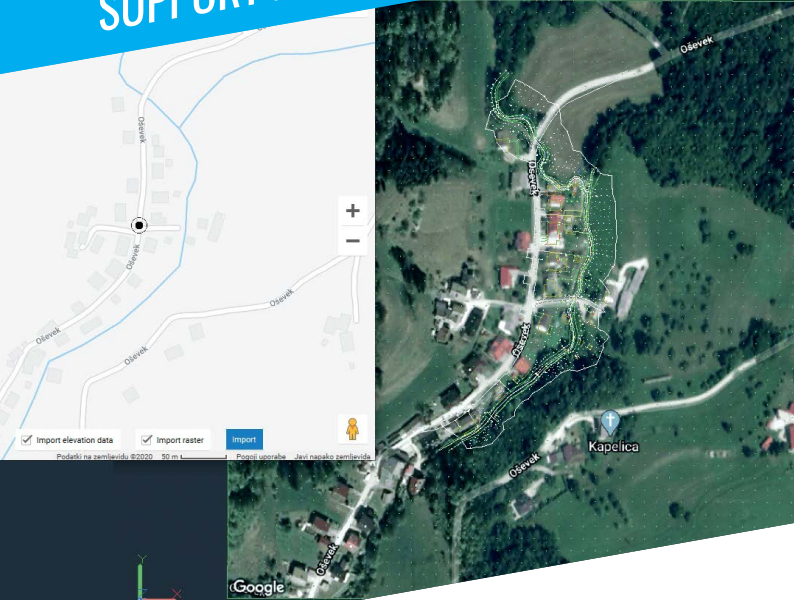 SUPPORT
Oševek
Oševek
Oševek
Oševek
Oševek
Oševek
+
−
Import elevation data
Import raster
Import
Podatki na zemljevidu ©2020
50 m
Pogoji uporabe
Javi napako zemljevida
Oševek
Oševek
Oševek
Kapelica
Oševek
Oševek
Google
Y
X